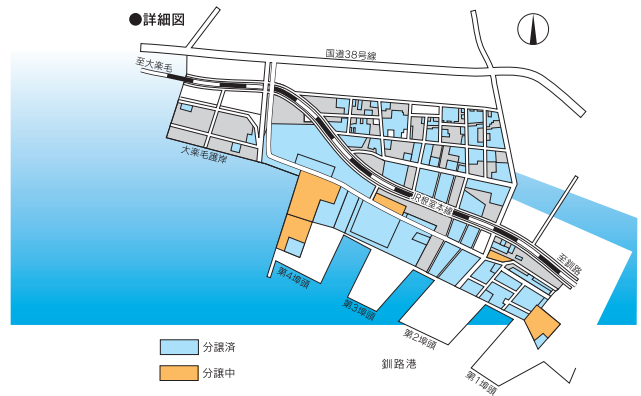 ●詳細図
国道38号線
至大楽毛
大楽毛護岸
JR根室本線
至釧路
第4埠頭
第3埠頭
第2埠頭
第1埠頭
釧路港
分譲済
分譲中